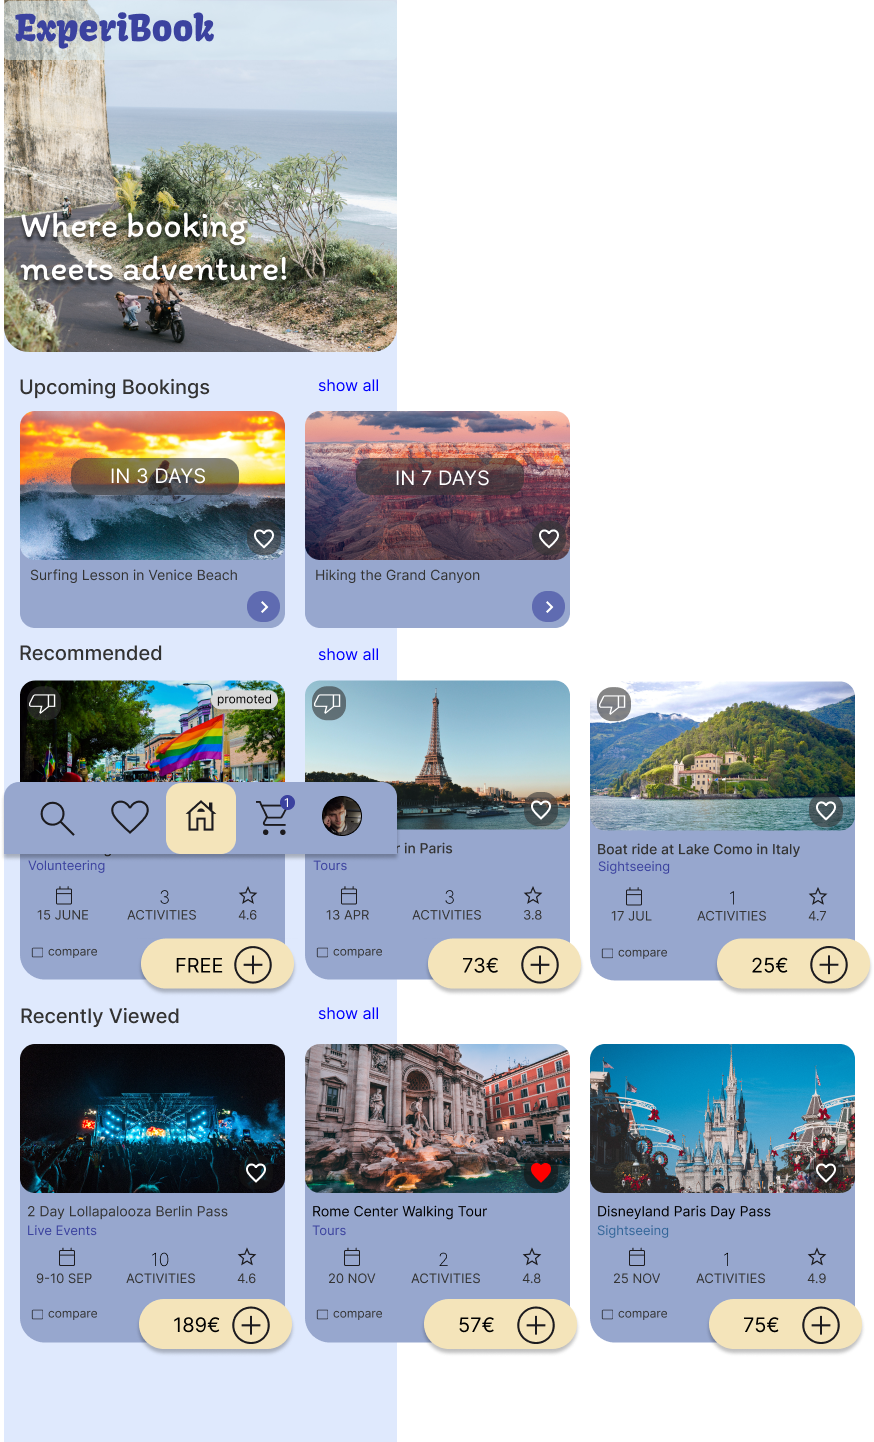 ExperiBook
Where booking
meets adventure!
Upcoming Bookings
show all
IN 3 DAYS
Surfing Lesson in Venice Beach
IN 7 DAYS
Hiking the Grand Canyon
Recommended
show all
promoted
1
Volunteering
15 JUNE
3
ACTIVITIES
4.6
compare
FREE
in Paris
Tours
13 APR
3
ACTIVITIES
3.8
compare
73€
Boat ride at Lake Como in Italy
Sightseeing
17 JUL
1
ACTIVITIES
4.7
compare
25€
Recently Viewed
show all
2 Day Lollapalooza Berlin Pass
Live Events
9-10 SEP
10
ACTIVITIES
4.6
compare
189€
Rome Center Walking Tour
Tours
20 NOV
2
ACTIVITIES
4.8
compare
57€
Disneyland Paris Day Pass
Sightseeing
25 NOV
1
ACTIVITIES
4.9
compare
75€